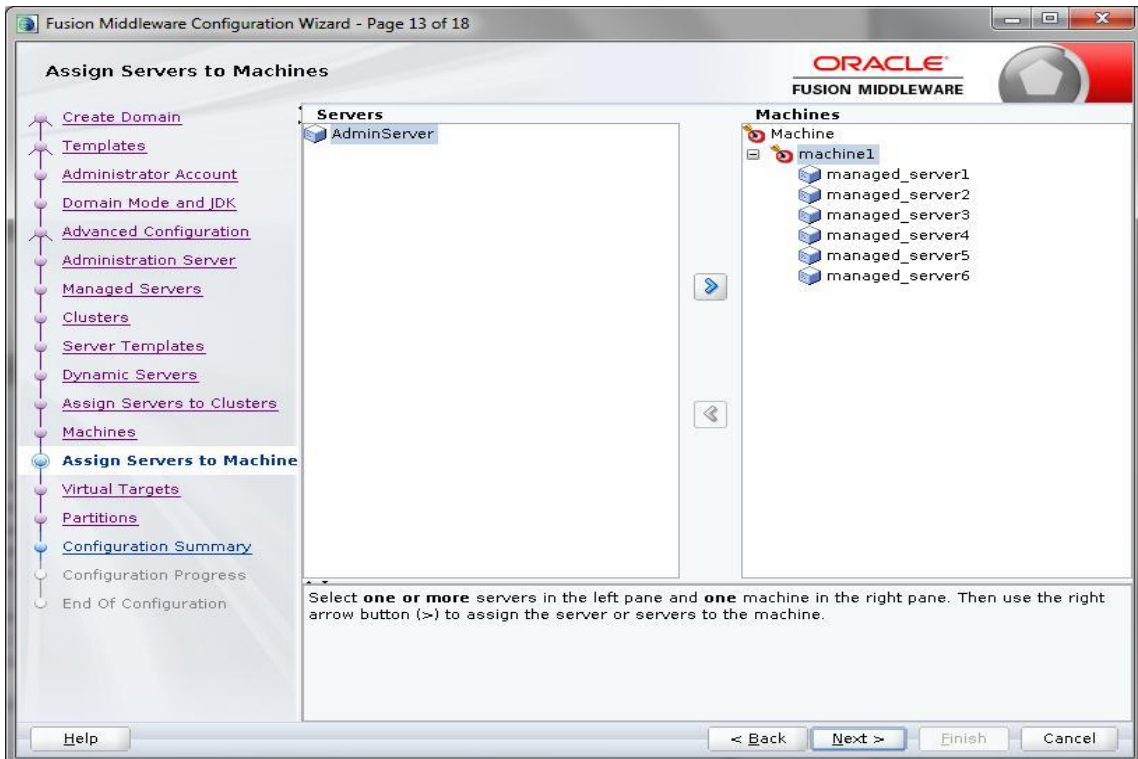 Fusion Middleware Configuration Wizard - Page 13 of 18
Assign Servers to Machines
ORACLE
FUSION MIDDLEWARE
Create Domain
Templates
Administrator Account
Domain Mode and JDK
Advanced Configuration
Administration Server
Managed Servers
Clusters
Server Templates
Dynamic Servers
Assign Servers to Clusters
Machines
Assign Servers to Machine
Virtual Targets
Partitions
Configuration Summary
Configuration Progress
End Of Configuration
Servers
AdminServer
Machines
Machine
machine1
managed_server1
managed_server2
managed_server3
managed_server4
managed_server5
managed_server6
Select one or more servers in the left pane and one machine in the right pane. Then use the right
arrow button (>) to assign the server or servers to the machine.
Help
< Back
Next >
Finish
Cancel